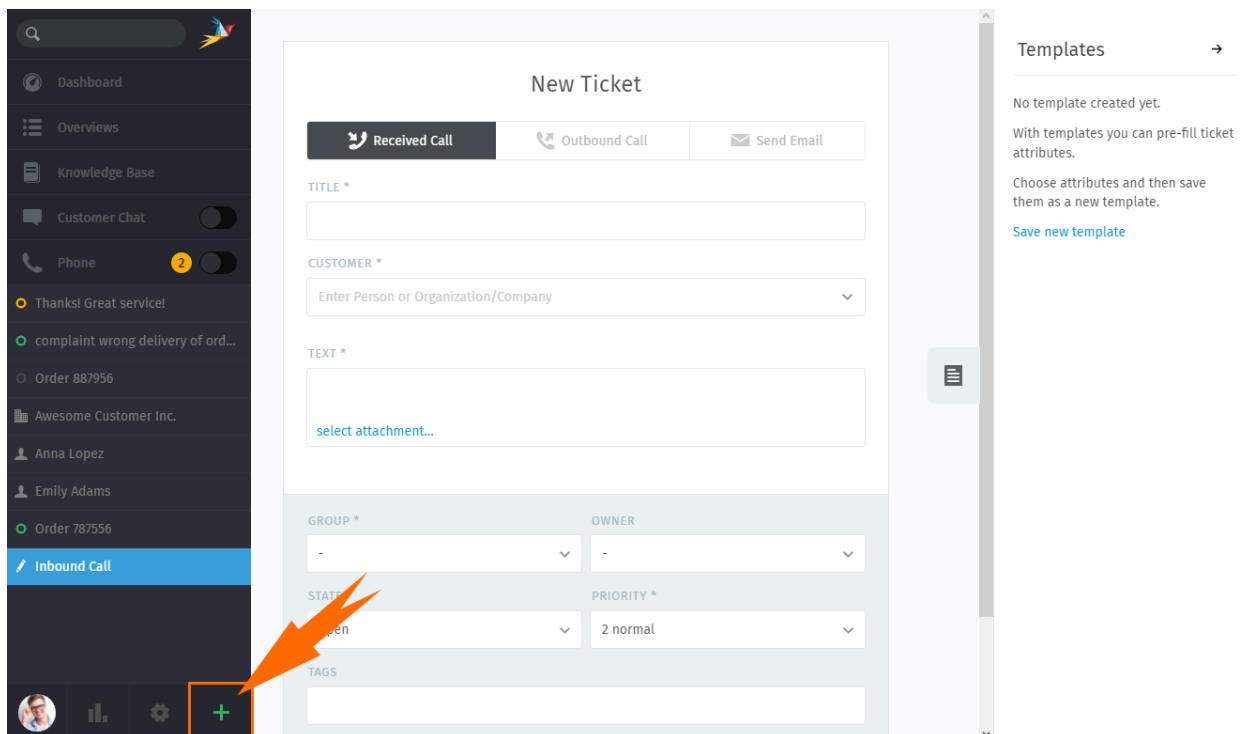 Dashboard
Overviews
Knowledge Base
Customer Chat
Phone 2
Thanks! Great service!
complaint wrong delivery of ord...
Order 887956
Awesome Customer Inc.
Anna Lopez
Emily Adams
Order 787556
Inbound Call
New Ticket
Received Call Outbound Call Send Email
TITLE *
CUSTOMER *
Enter Person or Organization/Company
TEXT *
select attachment...
GROUP * OWNER
- -
STATE PRIORITY *
2 normal
TAGS
Templates →
No template created yet.
With templates you can pre-fill ticket
attributes.
Choose attributes and then save
them as a new template.
Save new template